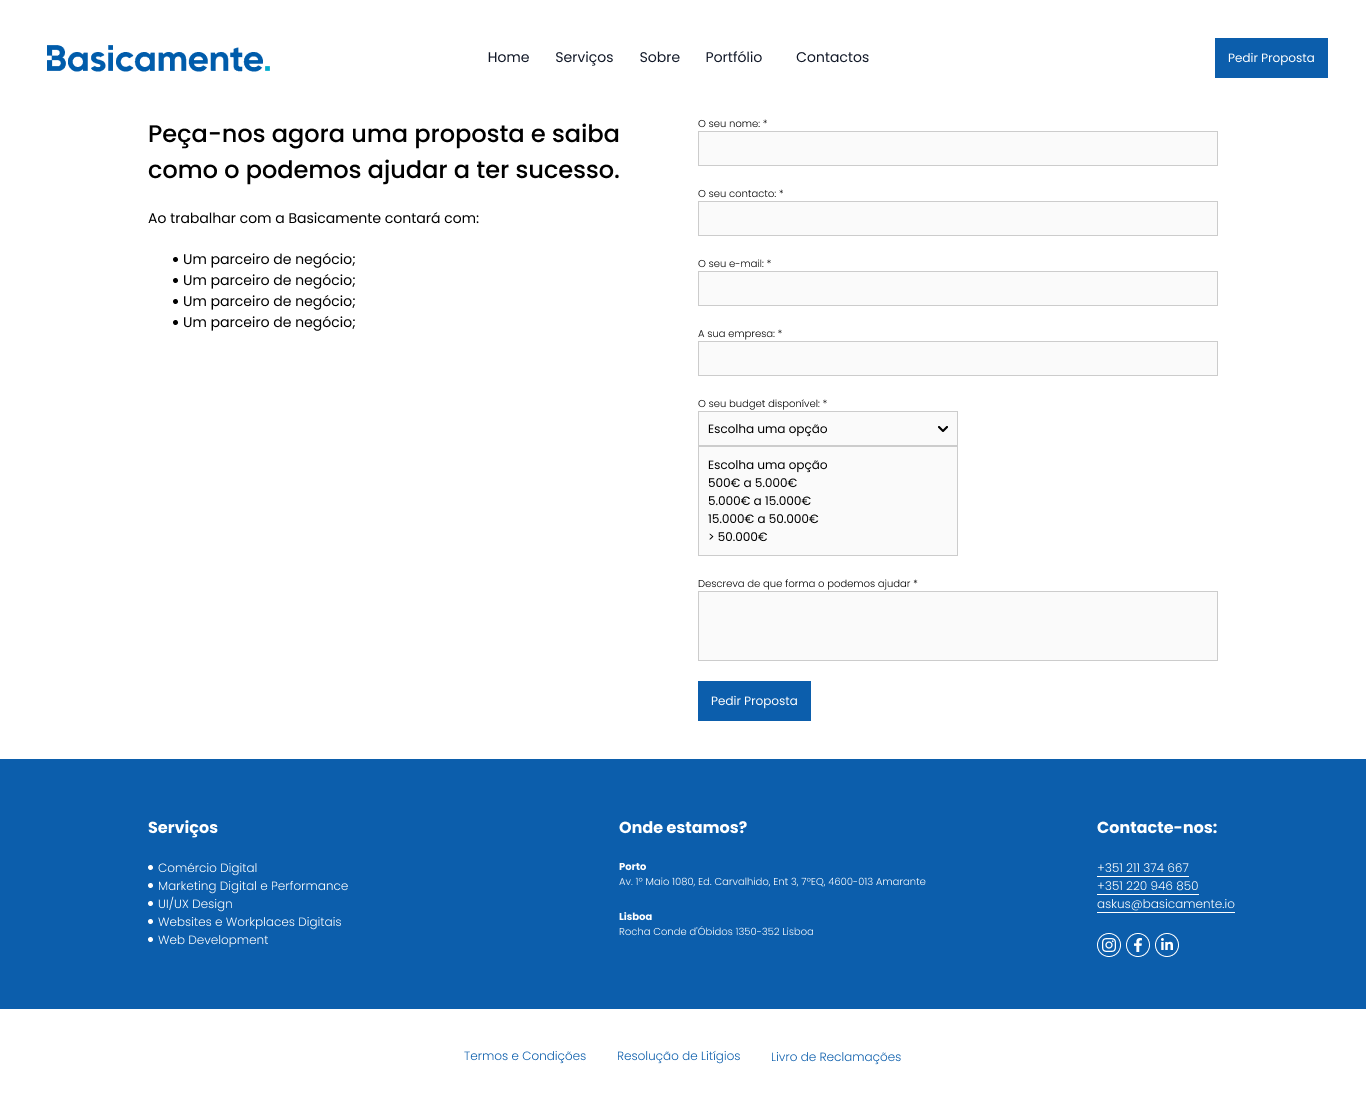 Basicamente.
Home Serviços Sobre Portfólio Contactos
Pedir Proposta
Peça-nos agora uma proposta e saiba
como o podemos ajudar a ter sucesso.
Ao trabalhar com a Basicamente contará com:
• Um parceiro de negócio;
• Um parceiro de negócio;
• Um parceiro de negócio;
• Um parceiro de negócio;
O seu nome: *
O seu contacto: *
O seu e-mail: *
A sua empresa: *
O seu budget disponível: *
Escolha uma opção
Escolha uma opção
500€ a 5.000€
5.000€ a 15.000€
15.000€ a 50.000€
> 50.000€
Descreva de que forma o podemos ajudar *
Pedir Proposta
Serviços
• Comércio Digital
• Marketing Digital e Performance
• UI/UX Design
• Websites e Workplaces Digitais
• Web Development
Onde estamos?
Porto
Av. 1º Maio 1080, Ed. Carvalhido, Ent 3, 7ºEQ, 4600-013 Amarante
Lisboa
Rocha Conde d'Óbidos 1350-352 Lisboa
Contacte-nos:
+351 211 374 667
+351 220 946 850
askus@basicamente.io
Termos e Condições Resolução de Litígios Livro de Reclamações